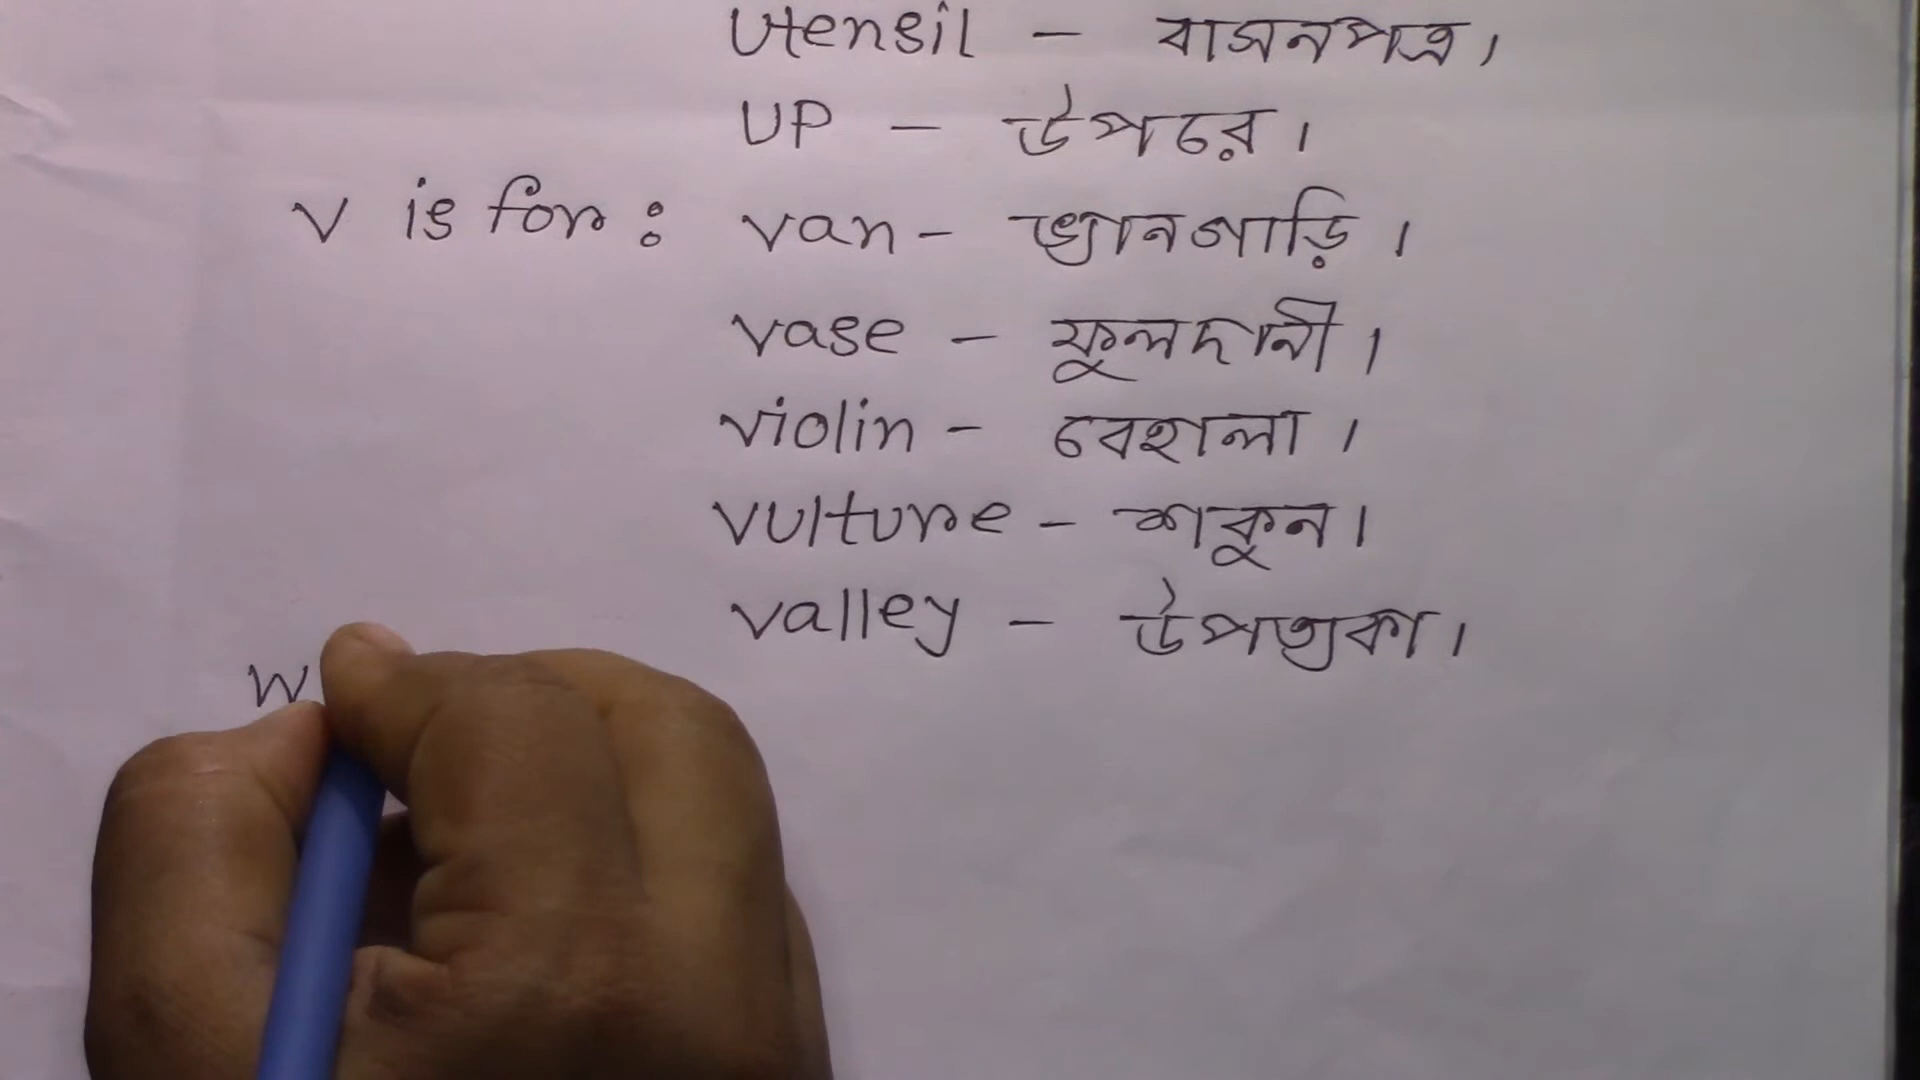 Utensil - বাসনপত্র।
UP - উপরে।
V is for : van - ভ্যানগাড়ি।
vase - ফুলদানী।
violin - বেহালা।
vulture - শকুন।
valley - উপত্যকা।
W